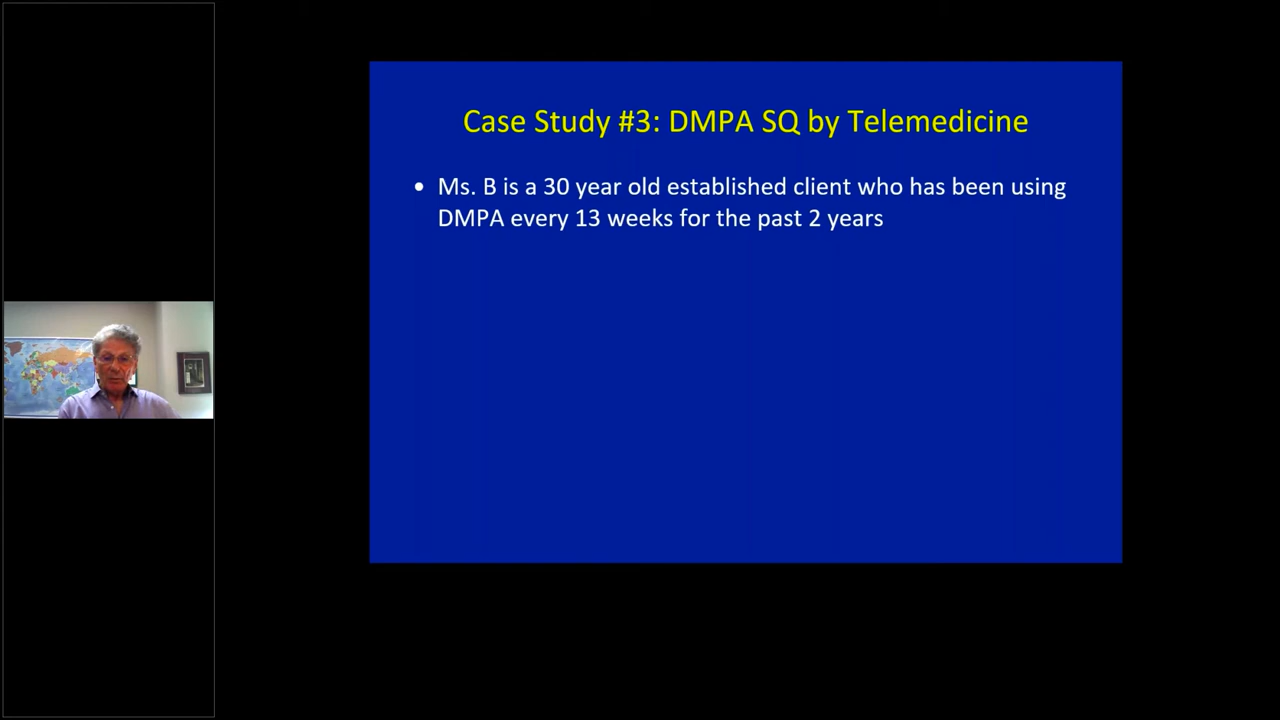 Case Study #3: DMPA SQ by Telemedicine
• Ms. B is a 30 year old established client who has been using
DMPA every 13 weeks for the past 2 years